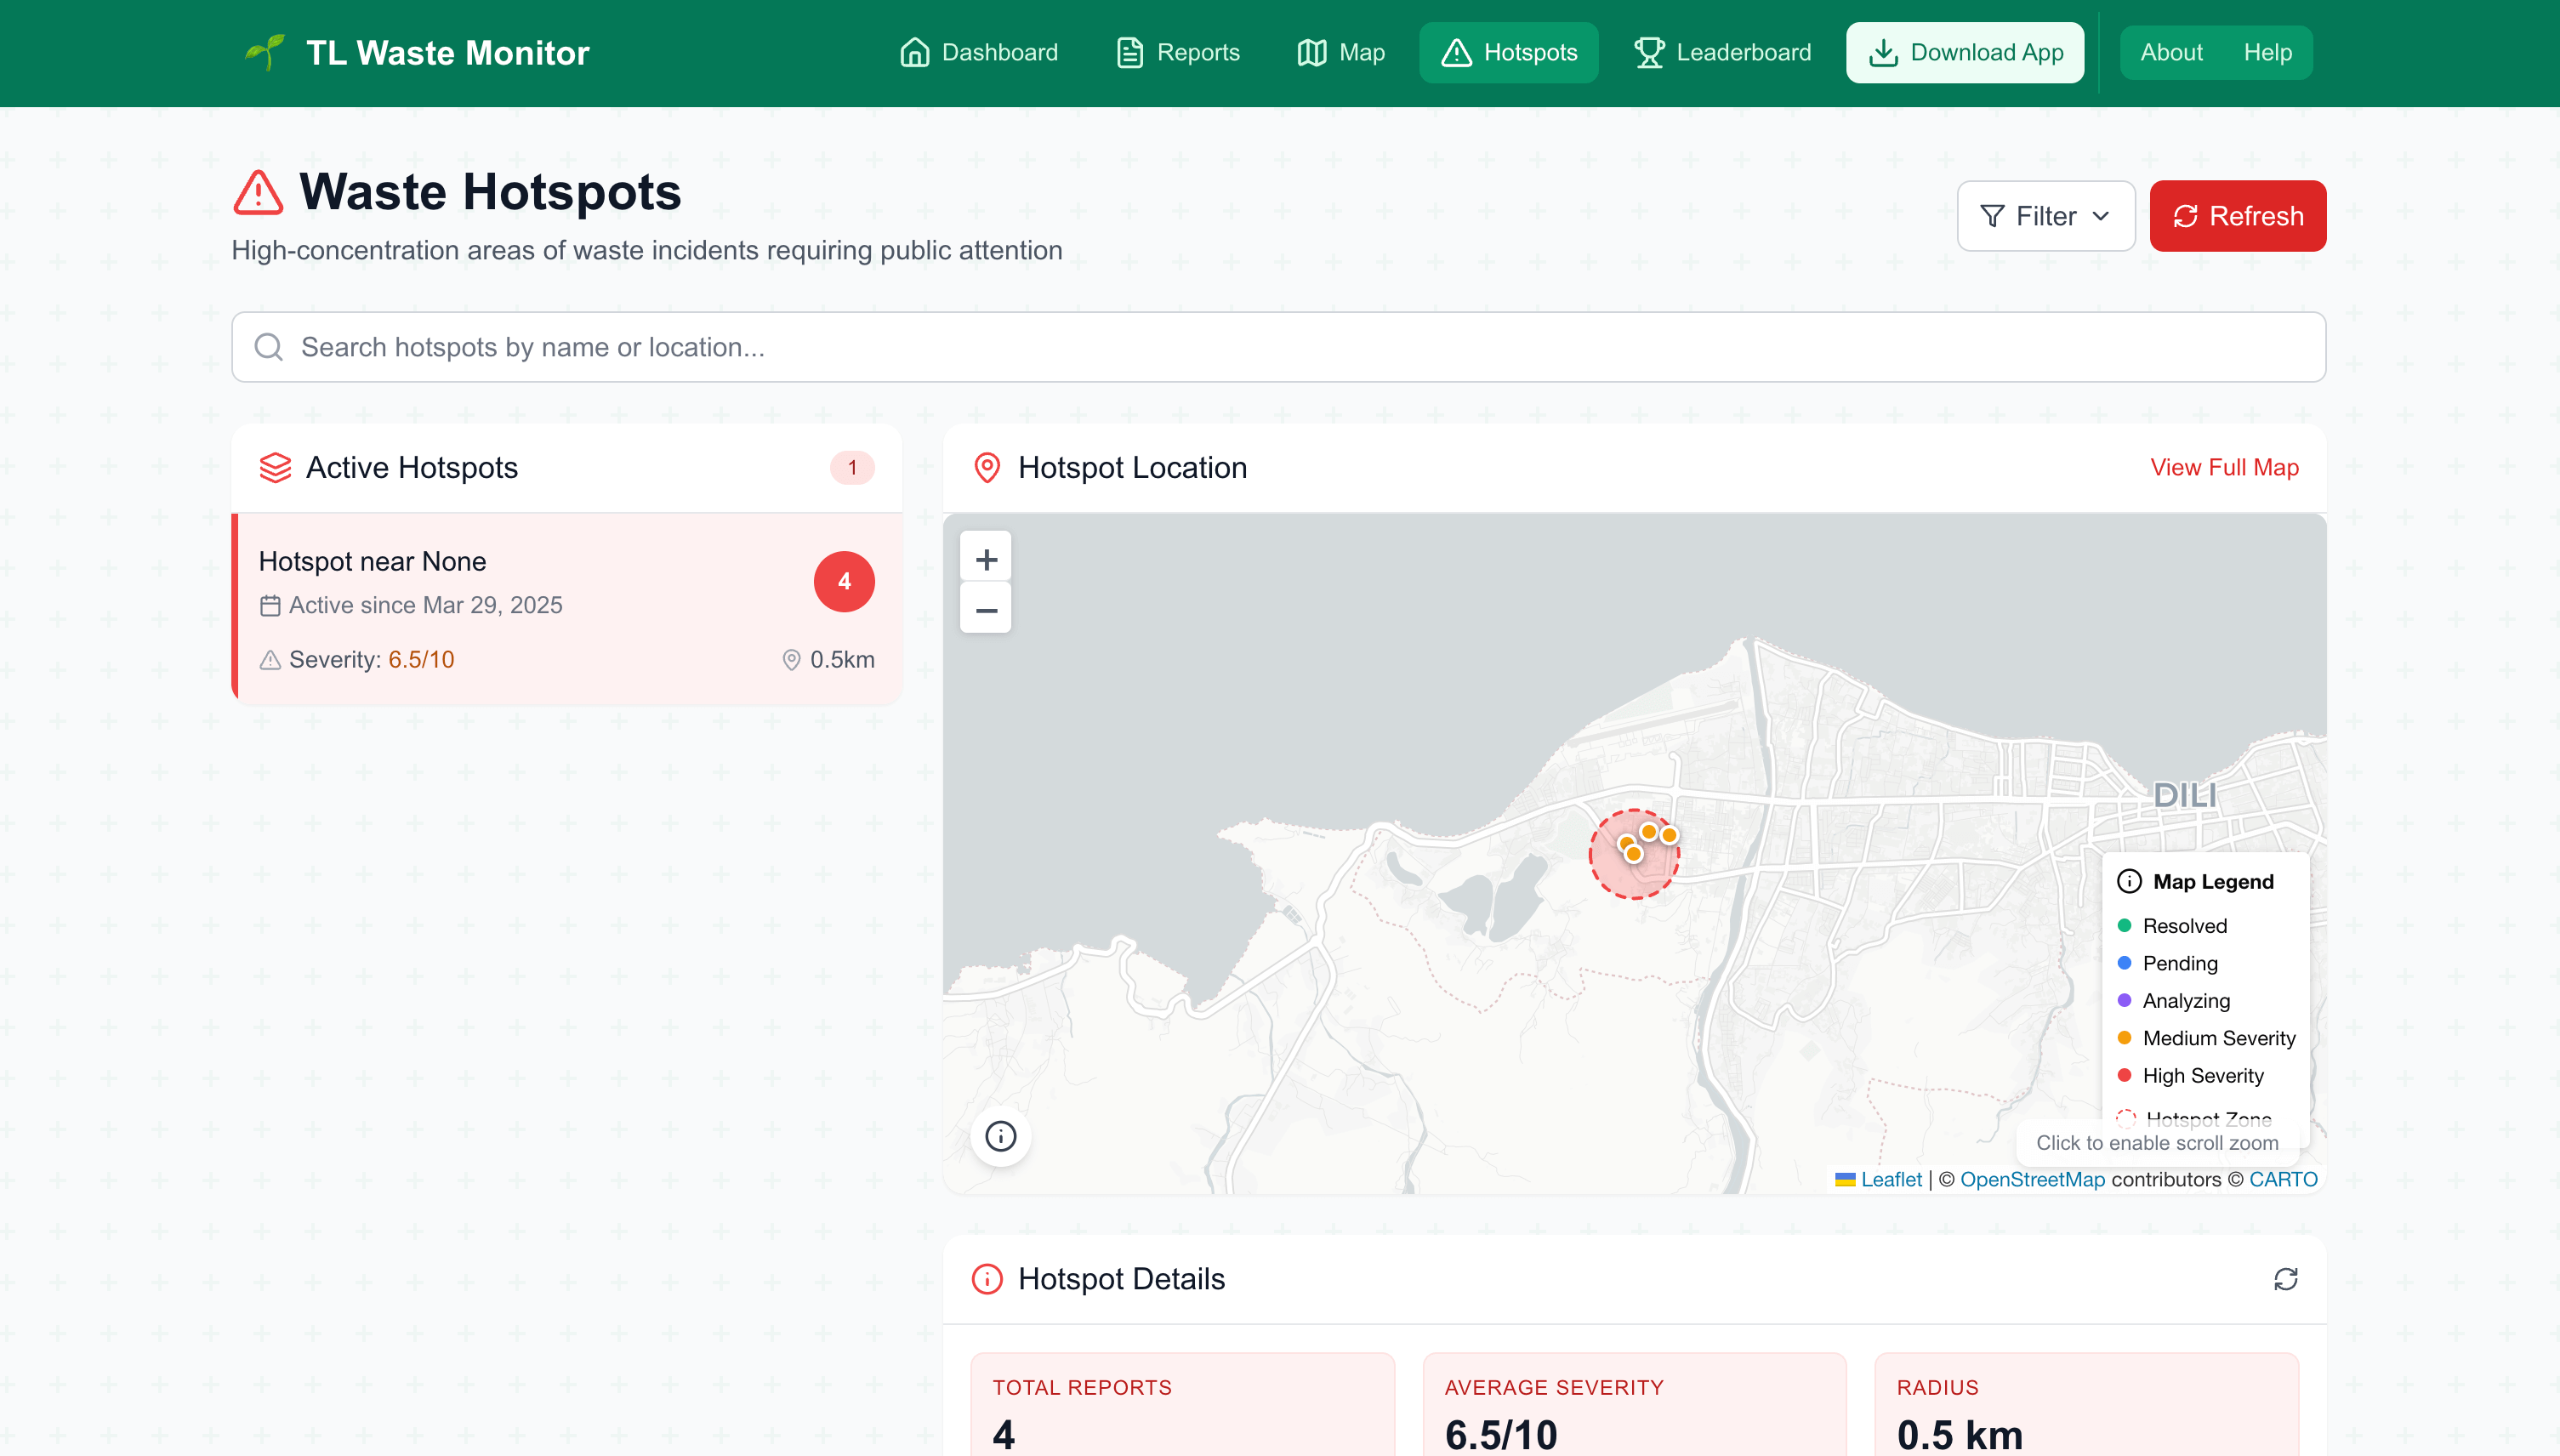 TL Waste Monitor
Dashboard
Reports
Map
Hotspots
Leaderboard
Download App
About
Help
Waste Hotspots
High-concentration areas of waste incidents requiring public attention
Filter
Refresh
Search hotspots by name or location...
Active Hotspots
1
Hotspot near None
Active since Mar 29, 2025
4
Severity: 6.5/10
0.5km
Hotspot Location
View Full Map
+
−
DILI
Map Legend
Resolved
Pending
Analyzing
Medium Severity
High Severity
Hotspot Zone
Click to enable scroll zoom
Leaflet | © OpenStreetMap contributors © CARTO
Hotspot Details
TOTAL REPORTS
4
AVERAGE SEVERITY
6.5/10
RADIUS
0.5 km